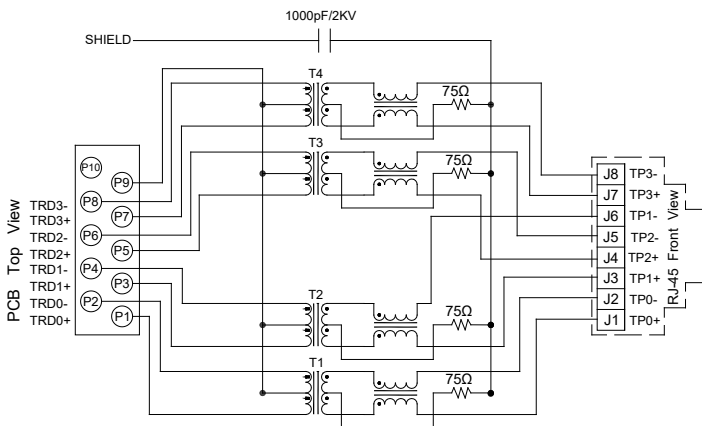 1000pF/2KV
SHIELD
T4
75Ω
T3
75Ω
T2
75Ω
T1
75Ω
PCB Top View
P10
P9
P8
P7
P6
P5
P4
P3
P2
P1
TRD3-
TRD3+
TRD2-
TRD2+
TRD1-
TRD1+
TRD0-
TRD0+
J8 TP3-
J7 TP3+
J6 TP1-
J5 TP2-
J4 TP2+
J3 TP1+
J2 TP0-
J1 TP0+
RJ-45 Front View